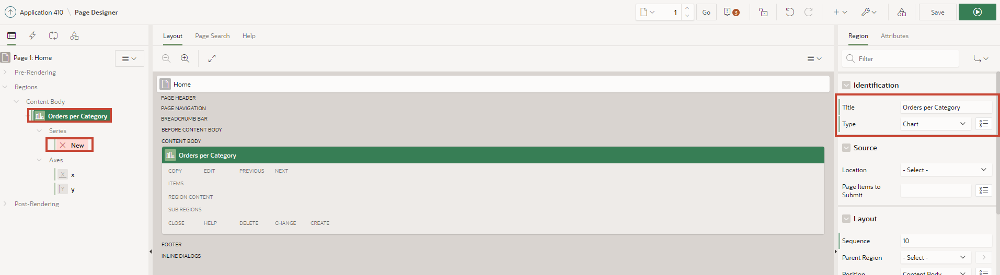 Application 410 \ Page Designer
1 Go 3 Save
Page 1: Home
Pre-Rendering
Regions
Content Body
Orders per Category
Series
New
Axes
x
y
Post-Rendering
Layout Page Search Help
Home
PAGE HEADER
PAGE NAVIGATION
BREADCRUMB BAR
BEFORE CONTENT BODY
CONTENT BODY
Orders per Category
COPY EDIT PREVIOUS NEXT
ITEMS
REGION CONTENT
SUB REGIONS
CLOSE HELP DELETE CHANGE CREATE
FOOTER
INLINE DIALOGS
Region Attributes
Filter
Identification
Title Orders per Category
Type Chart
Source
Location - Select -
Page Items to
Submit
Layout
Sequence 10
Parent Region - Select -
Position Content Body